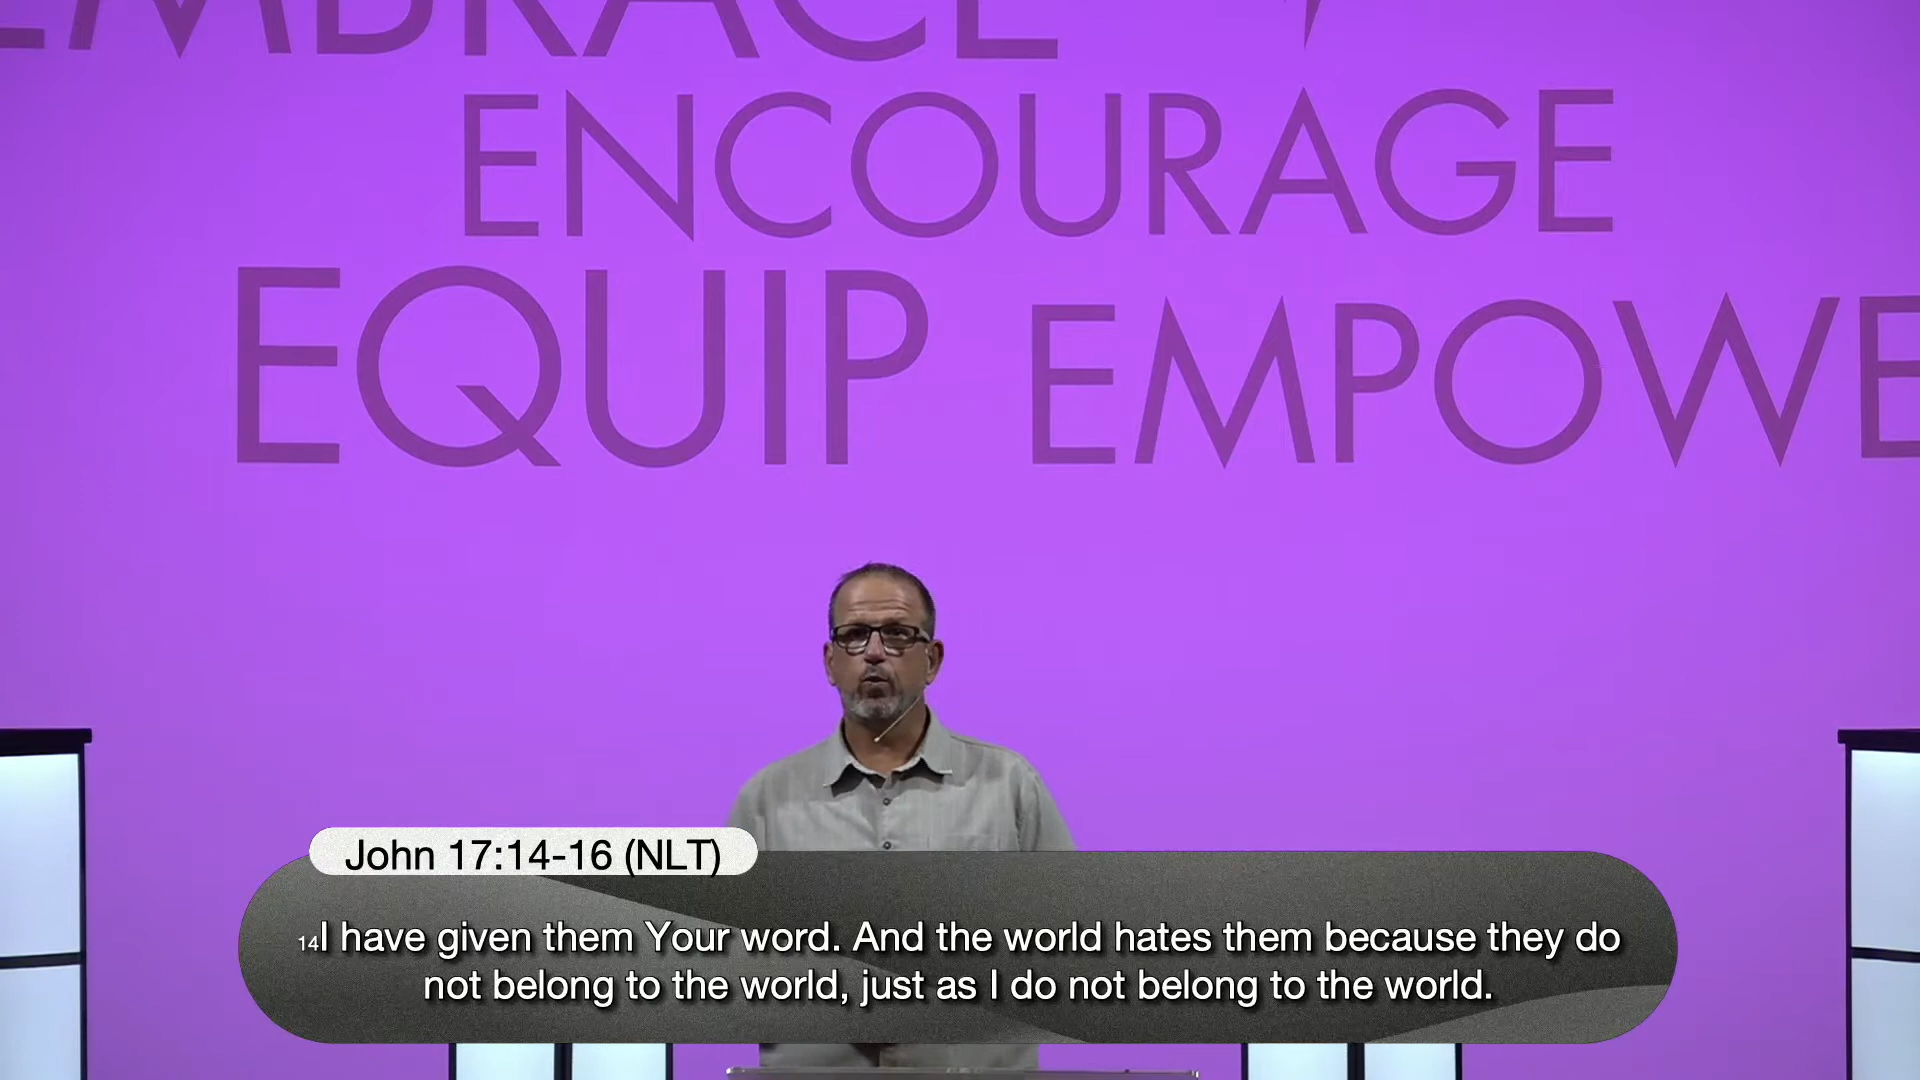 EMBRACE
ENCOURAGE
EQUIP EMPOWE
John 17:14-16 (NLT)
14I have given them Your word. And the world hates them because they do
not belong to the world, just as I do not belong to the world.